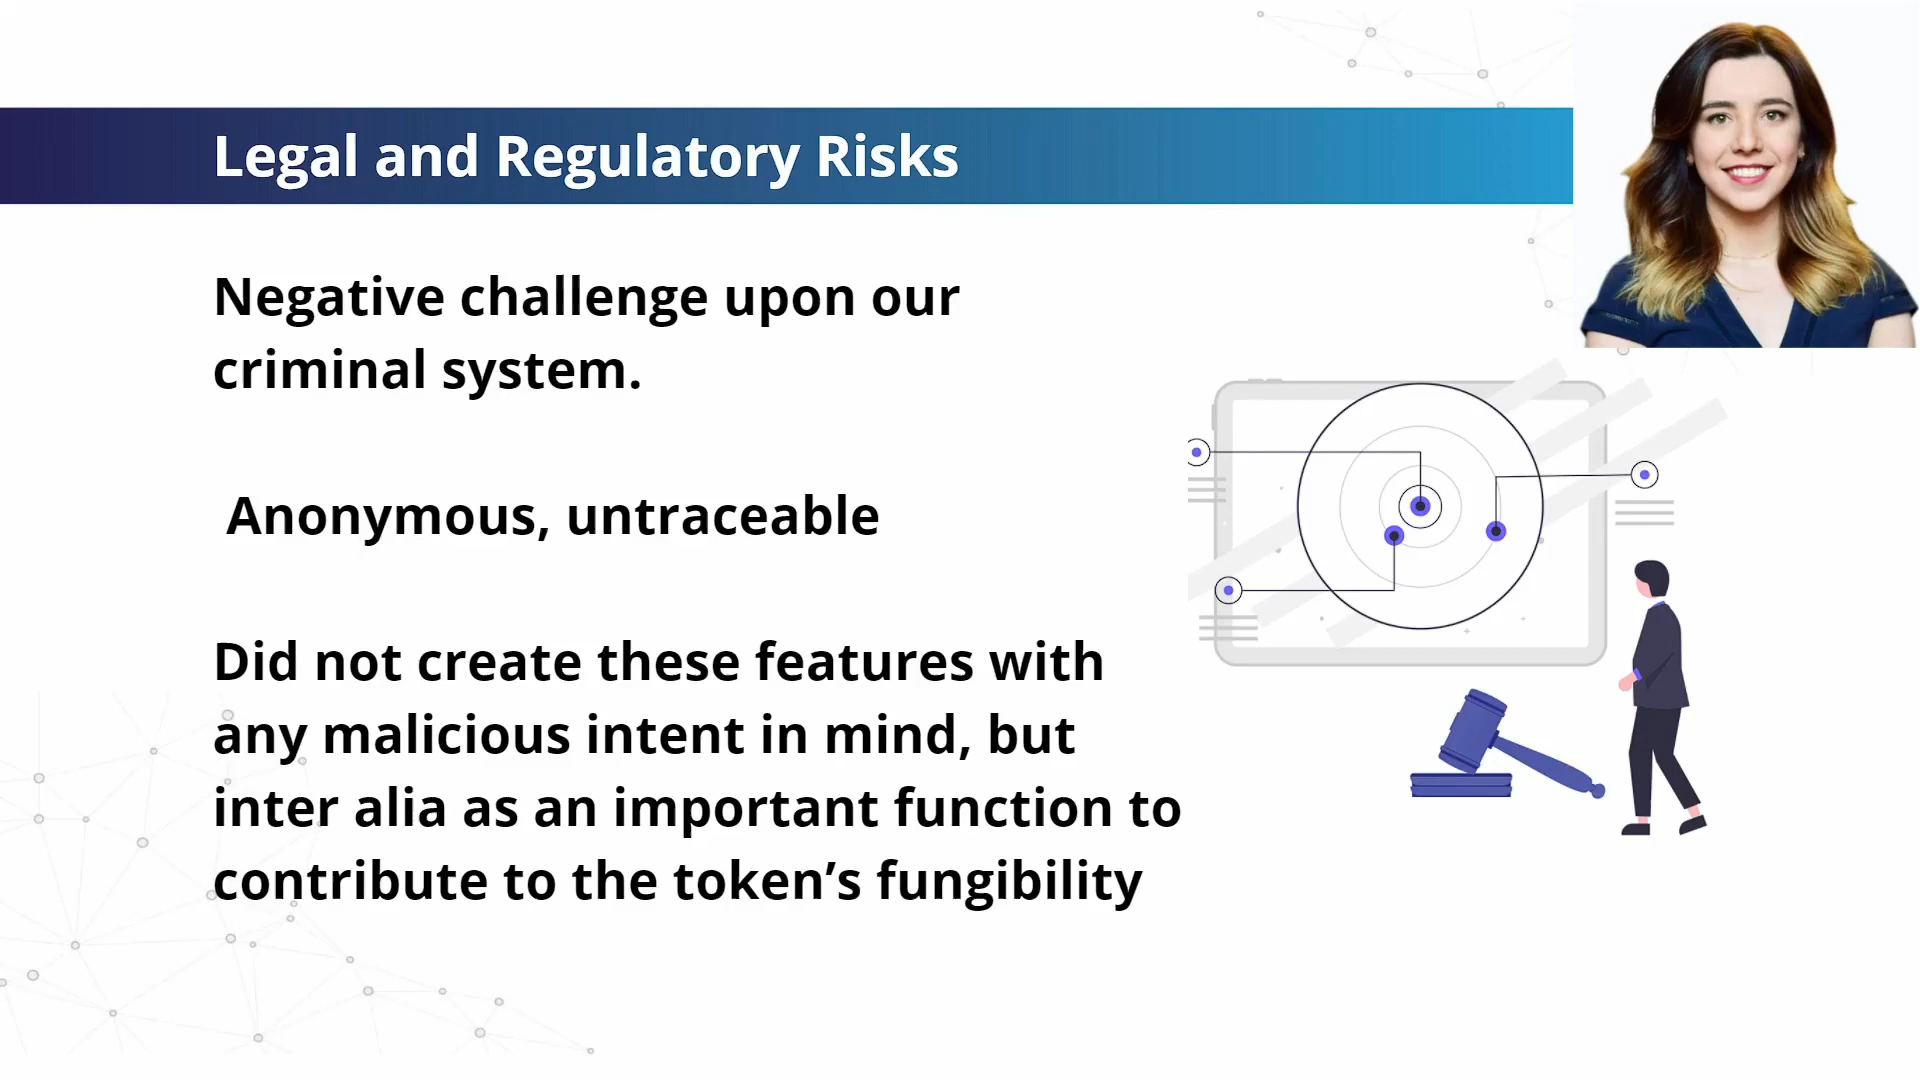 Legal and Regulatory Risks
Negative challenge upon our
criminal system.
Anonymous, untraceable
Did not create these features with
any malicious intent in mind, but
inter alia as an important function to
contribute to the token’s fungibility